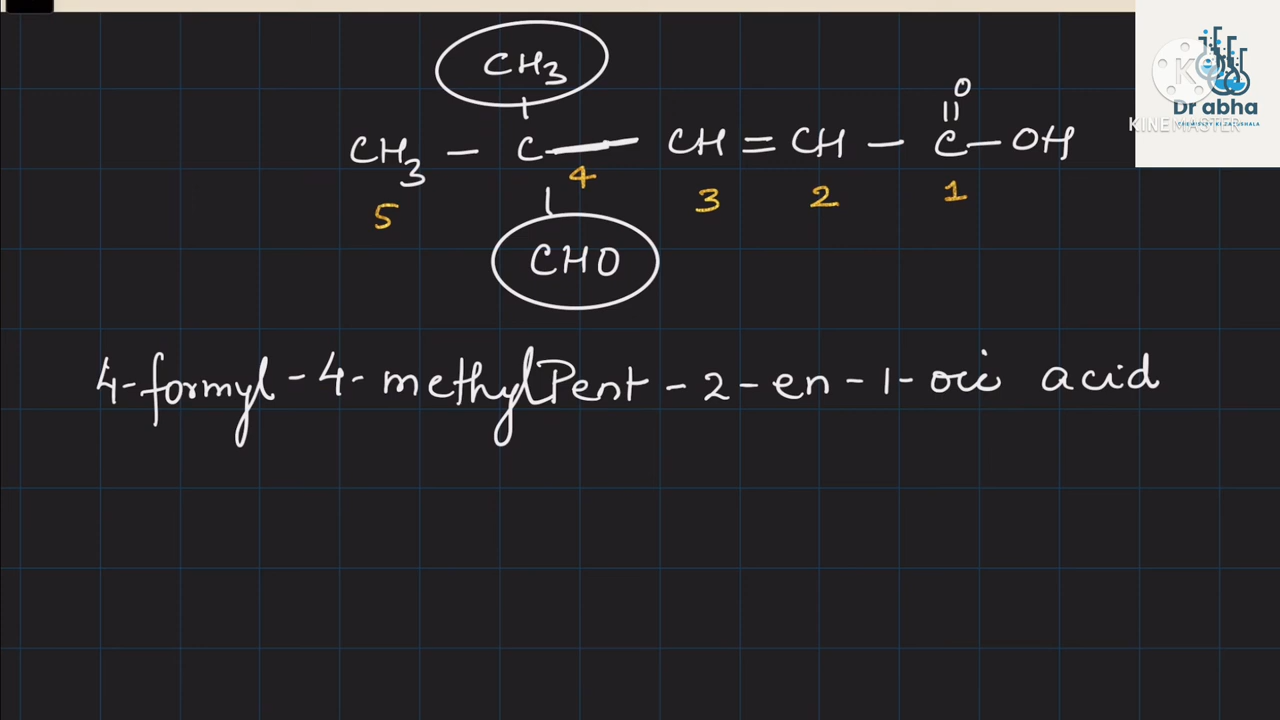 CH3
CH3 — C — CH = CH — C — OH
O
5 4 3 2 1
CHO
4-formyl-4-methylPent-2-en-1-oic acid
K
Dr abha
KINEMASTER